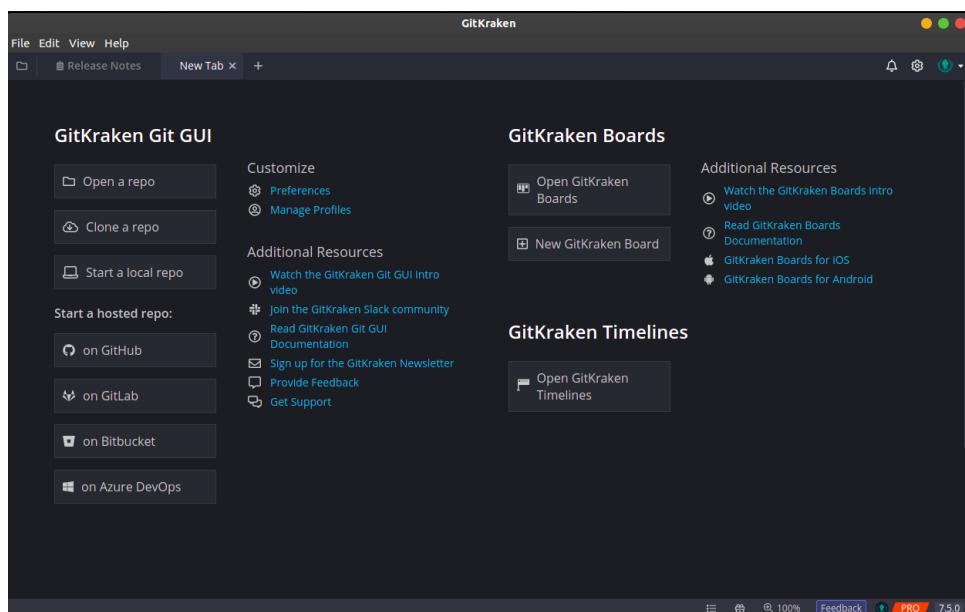 GitKraken
File Edit View Help
Release Notes
New Tab
GitKraken Git GUI
Open a repo
Clone a repo
Start a local repo
Start a hosted repo:
on GitHub
on GitLab
on Bitbucket
on Azure DevOps
Customize
Preferences
Manage Profiles
Additional Resources
Watch the GitKraken Git GUI Intro
video
Join the GitKraken Slack community
Read GitKraken Git GUI
Documentation
Sign up for the GitKraken Newsletter
Provide Feedback
Get Support
GitKraken Boards
Open GitKraken
Boards
New GitKraken Board
Additional Resources
Watch the GitKraken Boards Intro
video
Read GitKraken Boards
Documentation
GitKraken Boards for iOS
GitKraken Boards for Android
GitKraken Timelines
Open GitKraken
Timelines
100% Feedback PRO 7.5.0